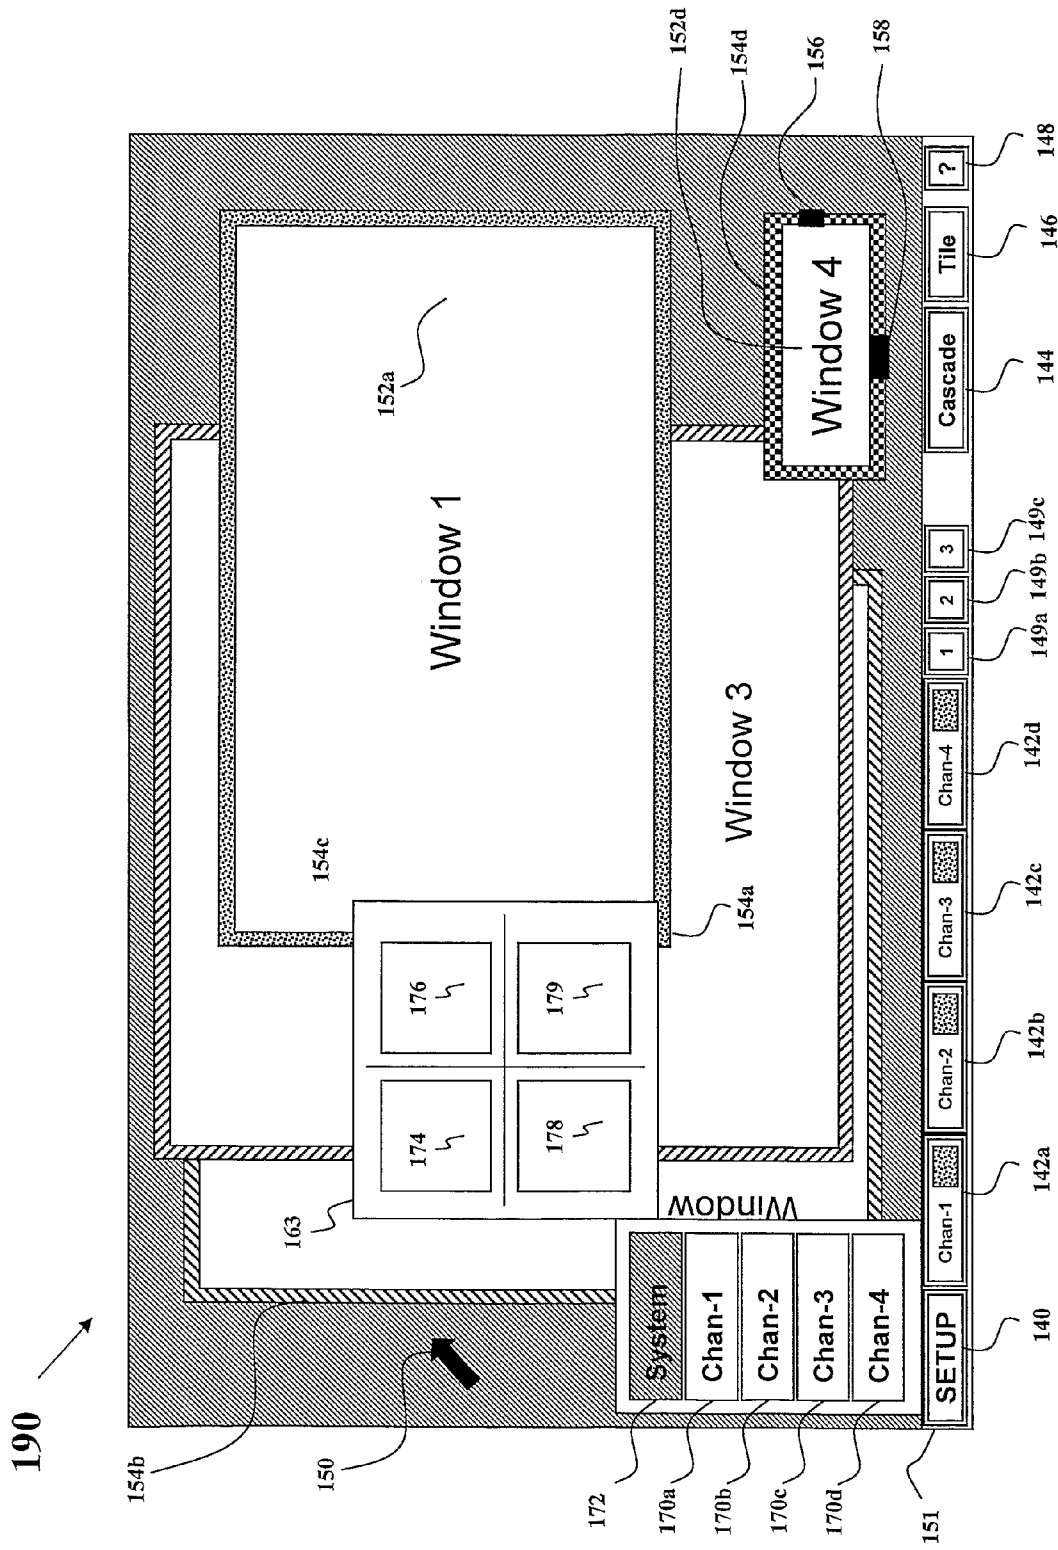 190
154b
150
172
170a
170b
170c
170d
151
163
System
Chan-1
Chan-2
Chan-3
Chan-4
174
176
178
179
154c
154a
Window 1
152a
Window 3
Window
Window 4
152d
154d
156
158
SETUP
Chan-1
Chan-2
Chan-3
Chan-4
1
2
3
Cascade
Tile
?
140
142a
142b
142c
142d
149a
149b
149c
144
146
148